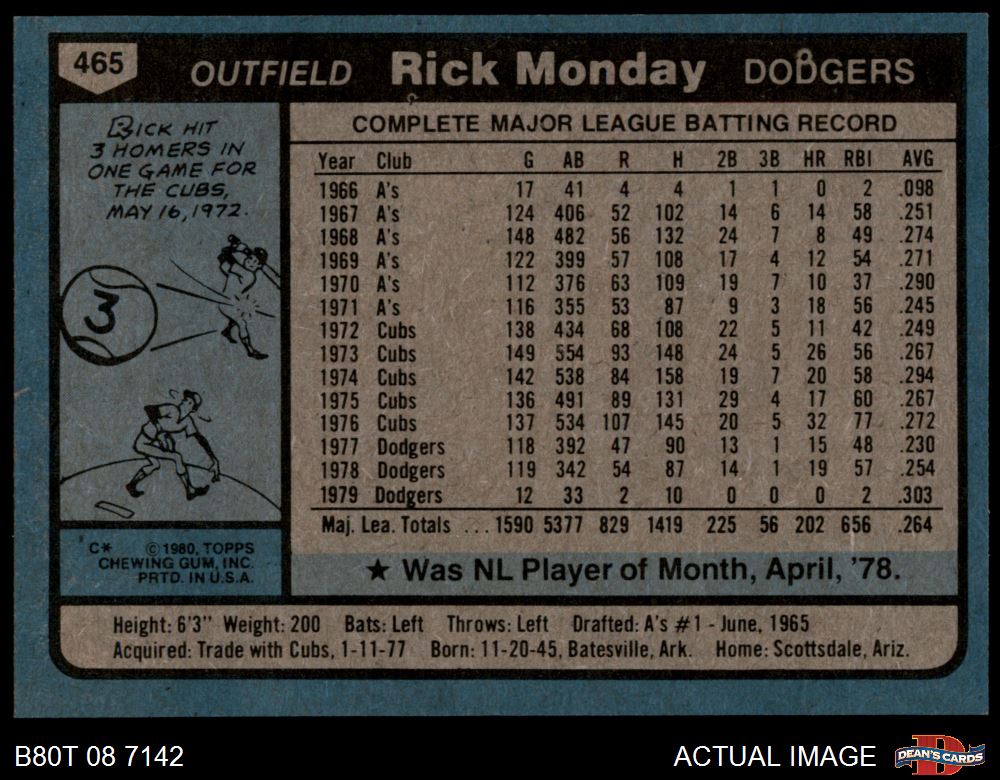 465 OUTFIELD Rick Monday DODGERS
RICK HIT
3 HOMERS IN
ONE GAME FOR
THE CUBS,
MAY 16, 1972.
3
COMPLETE MAJOR LEAGUE BATTING RECORD
Year Club G AB R H 2B 3B HR RBI AVG
1966 A's 17 41 4 4 1 1 0 2 .098
1967 A's 124 406 52 102 14 6 14 58 .251
1968 A's 148 482 56 132 24 7 8 49 .274
1969 A's 122 399 57 108 17 4 12 54 .271
1970 A's 112 376 63 109 19 7 10 37 .290
1971 A's 116 355 53 87 9 3 18 56 .245
1972 Cubs 138 434 68 108 22 5 11 42 .249
1973 Cubs 149 554 93 148 24 5 26 56 .267
1974 Cubs 142 538 84 158 19 7 20 58 .294
1975 Cubs 136 491 89 131 29 4 17 60 .267
1976 Cubs 137 534 107 145 20 5 32 77 .272
1977 Dodgers 118 392 47 90 13 1 15 48 .230
1978 Dodgers 119 342 54 87 14 1 19 57 .254
1979 Dodgers 12 33 2 10 0 0 0 2 .303
Maj. Lea. Totals ... 1590 5377 829 1419 225 56 202 656 .264
★ Was NL Player of Month, April, '78.
C* © 1980, TOPPS
CHEWING GUM, INC.
PRTD. IN U.S.A.
Height: 6'3" Weight: 200 Bats: Left Throws: Left Drafted: A's #1 - June, 1965
Acquired: Trade with Cubs, 1-11-77 Born: 11-20-45, Batesville, Ark. Home: Scottsdale, Ariz.
B80T 08 7142 ACTUAL IMAGE
DEAN'S CARDS